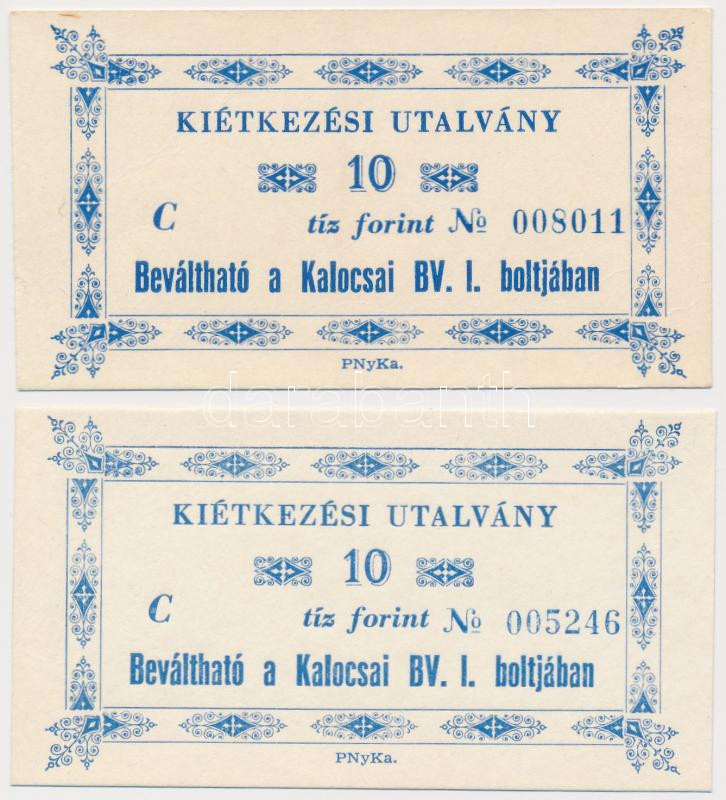 KIÉTKEZÉSI UTALVÁNY
10
C tíz forint № 008011
Beváltható a Kalocsai BV. I. boltjában
PNyKa.
darabanth
KIÉTKEZÉSI UTALVÁNY
10
C tíz forint № 005246
Beváltható a Kalocsai BV. I. boltjában
PNyKa.